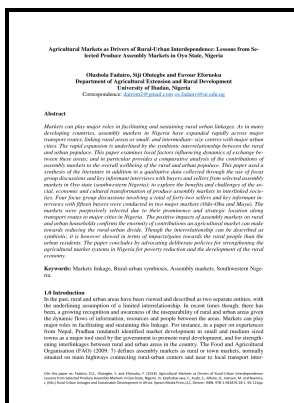 Agricultural Markets as Drivers of Rural-Urban Interdependence: Lessons from Se-
lected Produce Assembly Markets in Oyo State, Nigeria
Olushola Fadairo, Siji Olutegbe and Favour Eforuoku
Department of Agricultural Extension and Rural Development
University of Ibadan, Nigeria
Abstract
Markets can play major roles in facilitating and sustaining rural urban linkages. As in many
developing countries, assembly markets in Nigeria have expanded rapidly across major
transport routes, linking rural areas or small- and intermediate- size centres with major urban
cities. The rapid expansion is underlined by the symbiotic interrelationship between the rural
and urban populace. This paper examines local factors influencing dynamics of exchange be-
tween these areas; and in particular provides a comparative analysis of the contributions of
assembly markets to the overall wellbeing of the rural and urban populace. This paper used a
synthesis of the literature in addition to qualitative data collected through the use of focus
group discussions and key informant interviews with buyers and sellers from selected assembly
markets in Oyo state (southwestern Nigeria); to explore the benefits and challenges of the so-
cial, economic and cultural transformation of produce assembly markets in interlinked socie-
ties. Four focus group discussions involving a total of forty-two sellers and key informant in-
terviews with fifteen buyers were conducted in two major markets (Odo-Oba and Maya). The
markets were purposively selected due to their prominence and strategic location along
transport routes to major cities in Nigeria. The positive impacts of assembly markets on rural
and urban households confirms the enormity of contributions an agricultural market can make
towards reducing the rural-urban divide. Though the interrelationship can be described as
symbiotic, it is however skewed in terms of impacts/gains towards the rural people than the
urban residents. The paper concludes by advocating deliberate policies for strengthening the
agricultural market systems in Nigeria for poverty reduction and the development of the rural
economy.
Keywords: Markets linkage, Rural-urban symbiosis, Assembly markets, Southwestern Nige-
ria.
1.0 Introduction
In the past, rural and urban areas have been viewed and described as two separate entities, with
the underlining assumption of a limited interrelationship. In recent times though, there has
been, a growing recognition and awareness of the inseparability of rural and urban areas given
the dynamic flows of information, resources and people between the areas. Markets can play
major roles in facilitating and sustaining this linkage. For instance, in a paper on experiences
from Nepal, Pradhan (undated) identified market development in small and medium sized
towns as a major tool used by the government to promote rural development, and for strength-
ening interlinkages between rural and urban areas in the country. The Food and Agricultural
Organisation (FAO) (2009: 7) defines assembly markets as rural or town markets, normally
situated on main highways connecting rural-urban centers and near to local transport inter-